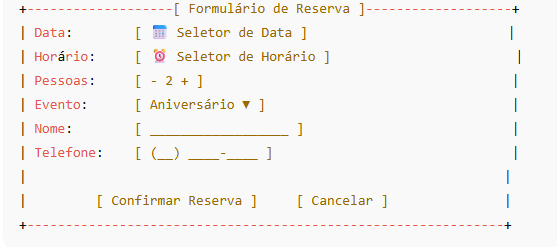 +-------------------[ Formulário de Reserva ]-------------------+
| Data:        [ 📅 Seletor de Data ]                          |
| Horário:     [ ⏰ Seletor de Horário ]                        |
| Pessoas:     [ - 2 + ]                                        |
| Evento:      [ Aniversário ▼ ]                                |
| Nome:        [ __________________ ]                           |
| Telefone:    [ (__) ____-____ ]                               |
|                                                              |
|         [ Confirmar Reserva ]     [ Cancelar ]               |
+--------------------------------------------------------------+